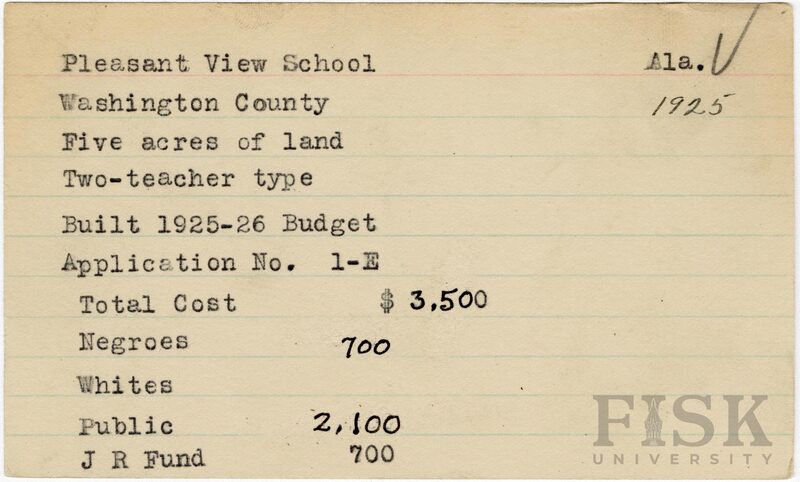 Pleasant View School Ala. V
Washington County 1925
Five acres of land
Two-teacher type
Built 1925-26 Budget
Application No. 1-E
Total Cost $ 3,500
Negroes 700
Whites
Public 2,100
J R Fund 700
FISK
UNIVERSITY